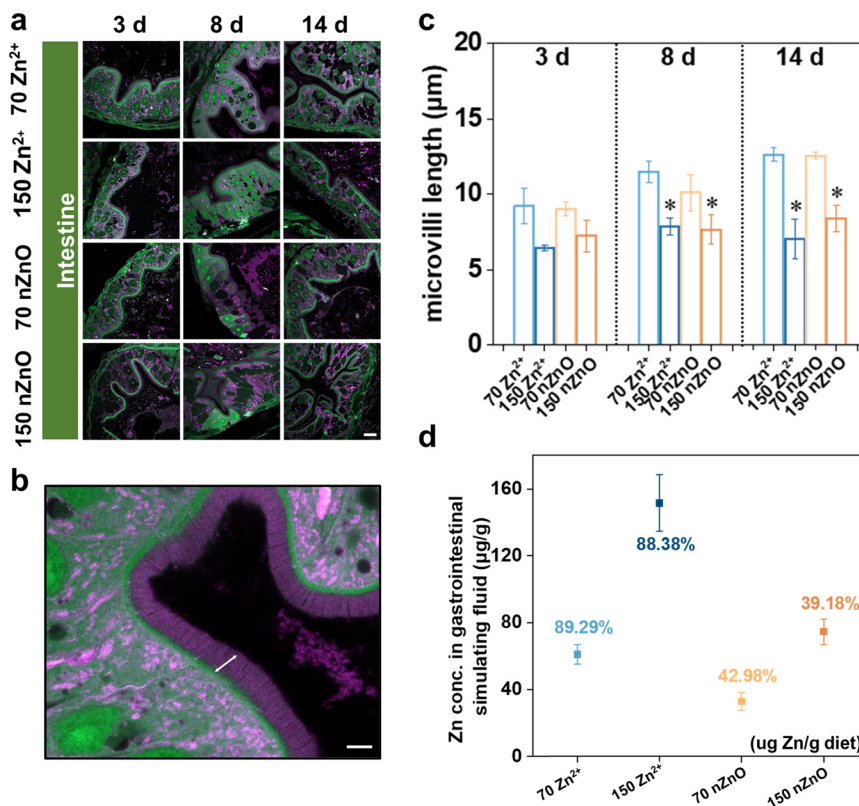 a
3 d 8 d 14 d
Intestine
70 Zn²⁺
150 Zn²⁺
70 nZnO
150 nZnO
b
c
microvilli length (μm)
20
15
10
5
0
3 d 8 d 14 d
* * * *
70 Zn²⁺
150 Zn²⁺
70 nZnO
150 nZnO
70 Zn²⁺
150 Zn²⁺
70 nZnO
150 nZnO
70 Zn²⁺
150 Zn²⁺
70 nZnO
150 nZnO
d
Zn conc. in gastrointestinal
simulating fluid (μg/g)
160
120
80
40
0
89.29%
88.38%
42.98%
39.18%
(ug Zn/g diet)
70 Zn²⁺
150 Zn²⁺
70 nZnO
150 nZnO